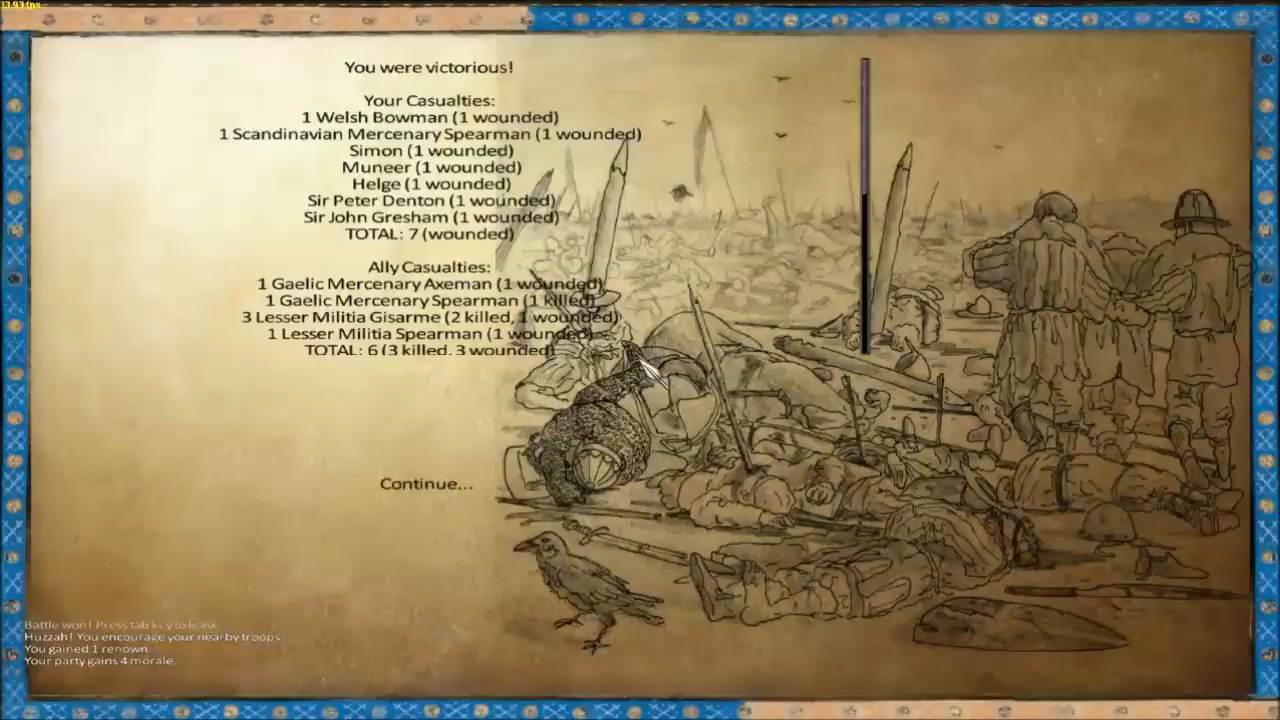 33.93 fps
You were victorious!
Your Casualties:
1 Welsh Bowman (1 wounded)
1 Scandinavian Mercenary Spearman (1 wounded)
Simon (1 wounded)
Muneer (1 wounded)
Helge (1 wounded)
Sir Peter Denton (1 wounded)
Sir John Gresham (1 wounded)
TOTAL: 7 (wounded)
Ally Casualties:
1 Gaelic Mercenary Axeman (1 wounded)
1 Gaelic Mercenary Spearman (1 killed)
3 Lesser Militia Gisarme (2 killed, 1 wounded)
1 Lesser Militia Spearman (1 wounded)
TOTAL: 6 (3 killed, 3 wounded)
Continue...
Battle won! Press tab key to leave
Huzzah! You encourage your nearby troops.
You gained 1 renown.
Your party gains 4 morale.